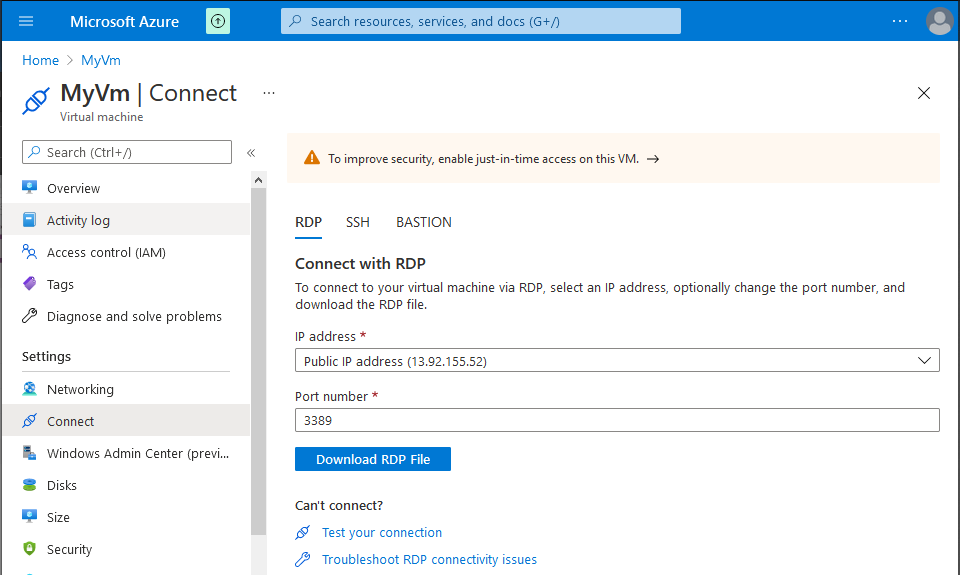 Microsoft Azure
Search resources, services, and docs (G+/)
...
Home > MyVm
MyVm | Connect ...
Virtual machine
Search (Ctrl+/)
«
Overview
Activity log
Access control (IAM)
Tags
Diagnose and solve problems
Settings
Networking
Connect
Windows Admin Center (previ...
Disks
Size
Security
To improve security, enable just-in-time access on this VM. →
RDP SSH BASTION
Connect with RDP
To connect to your virtual machine via RDP, select an IP address, optionally change the port number, and
download the RDP file.
IP address *
Public IP address (13.92.155.52)
Port number *
3389
Download RDP File
Can't connect?
Test your connection
Troubleshoot RDP connectivity issues